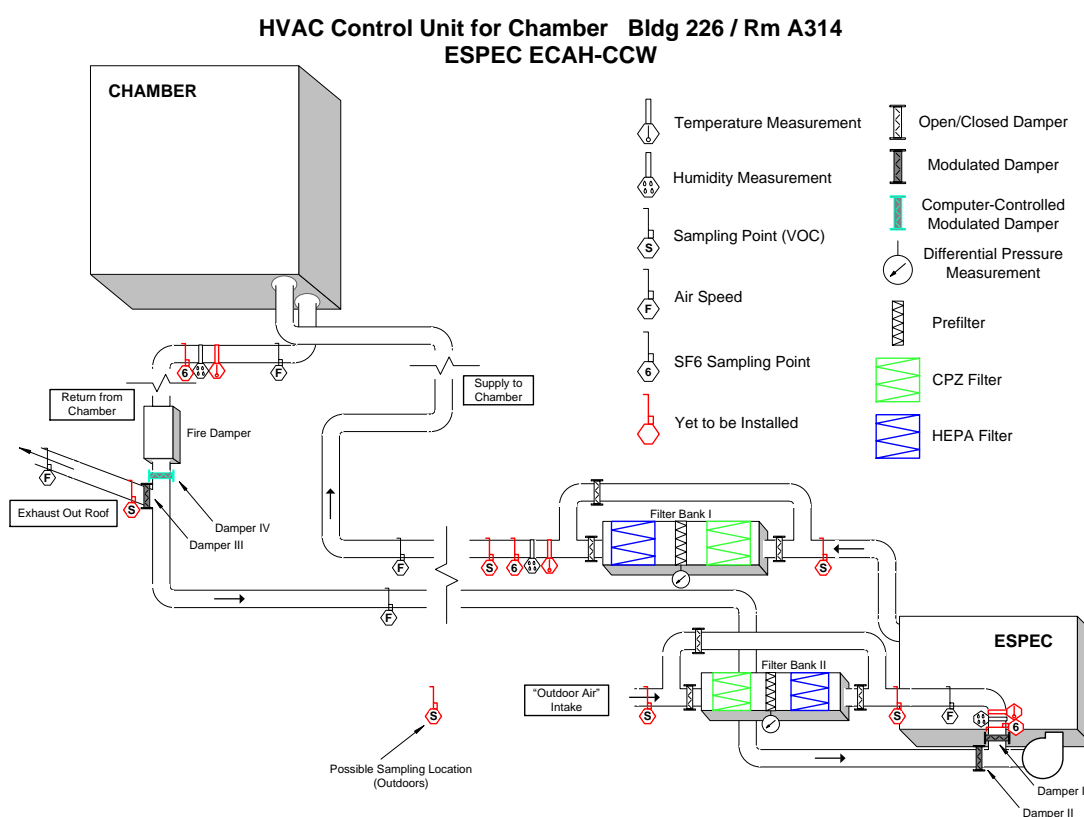 HVAC Control Unit for Chamber Bldg 226 / Rm A314
ESPEC ECAH-CCW
CHAMBER
Temperature Measurement
Humidity Measurement
S
Sampling Point (VOC)
F
Air Speed
6
SF6 Sampling Point
Yet to be Installed
Open/Closed Damper
Modulated Damper
Computer-Controlled
Modulated Damper
Differential Pressure
Measurement
Prefilter
CPZ Filter
HEPA Filter
6
F
Return from
Chamber
Supply to
Chamber
Fire Damper
F
S
Exhaust Out Roof
Damper IV
Damper III
Filter Bank I
F
S
6
S
F
ESPEC
Filter Bank II
"Outdoor Air"
Intake
S
S
F
6
S
Possible Sampling Location
(Outdoors)
Damper I
Damper II